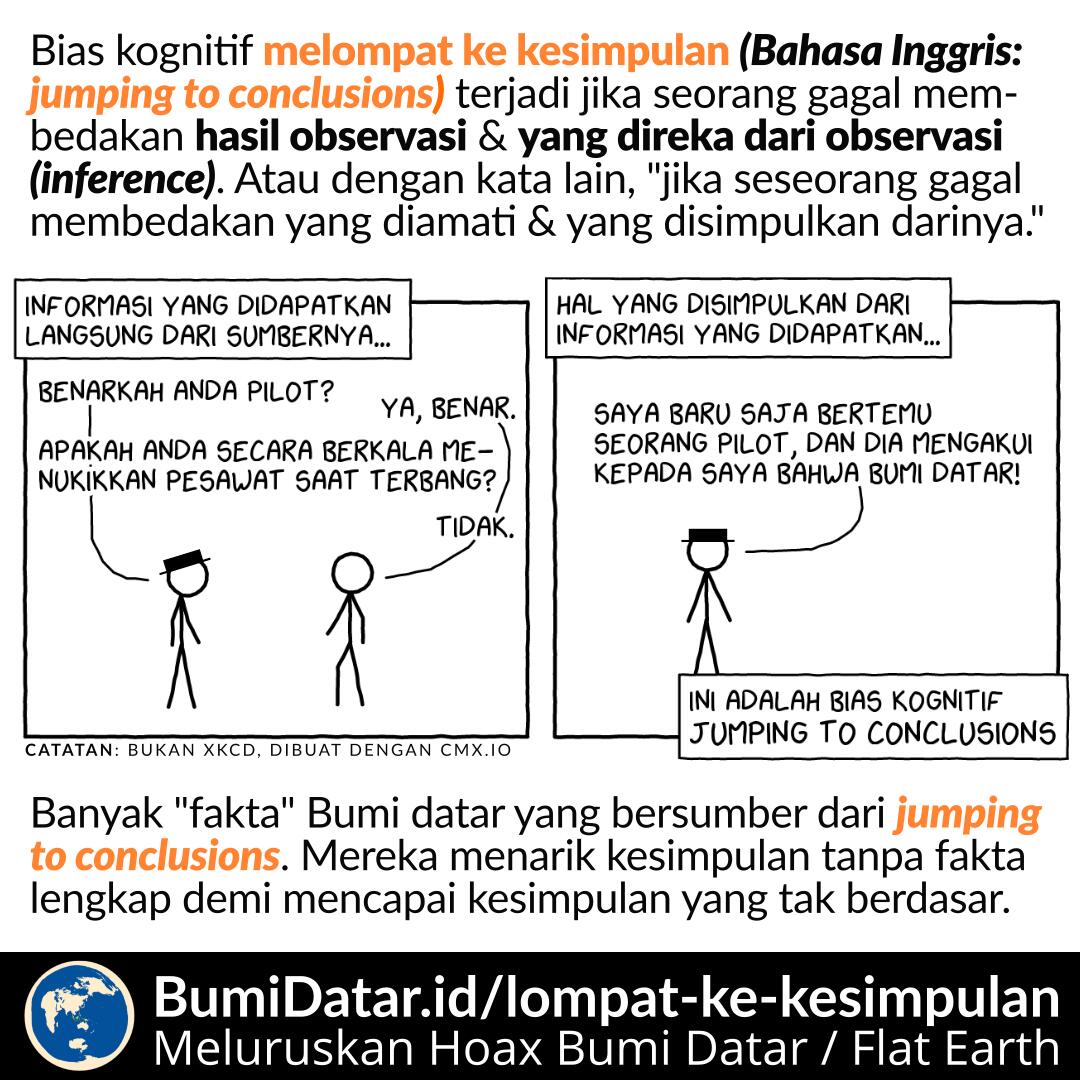 Bias kognitif melompat ke kesimpulan (Bahasa Inggris:
jumping to conclusions) terjadi jika seorang gagal mem-
bedakan hasil observasi & yang direka dari observasi
(inference). Atau dengan kata lain, "jika seseorang gagal
membedakan yang diamati & yang disimpulkan darinya."
INFORMASI YANG DIDAPATKAN
LANGSUNG DARI SUMBERNYA...
BENARKAH ANDA PILOT?
YA, BENAR.
APAKAH ANDA SECARA BERKALA ME-
NUKIKKAN PESAWAT SAAT TERBANG?
TIDAK.
CATATAN: BUKAN XKCD, DIBUAT DENGAN CMX.IO
HAL YANG DISIMPULKAN DARI
INFORMASI YANG DIDAPATKAN...
SAYA BARU SAJA BERTEMU
SEORANG PILOT, DAN DIA MENGAKUI
KEPADA SAYA BAHWA BUMI DATAR!
INI ADALAH BIAS KOGNITIF
JUMPING TO CONCLUSIONS
Banyak "fakta" Bumi datar yang bersumber dari jumping
to conclusions. Mereka menarik kesimpulan tanpa fakta
lengkap demi mencapai kesimpulan yang tak berdasar.
BumiDatar.id/lompat-ke-kesimpulan
Meluruskan Hoax Bumi Datar / Flat Earth